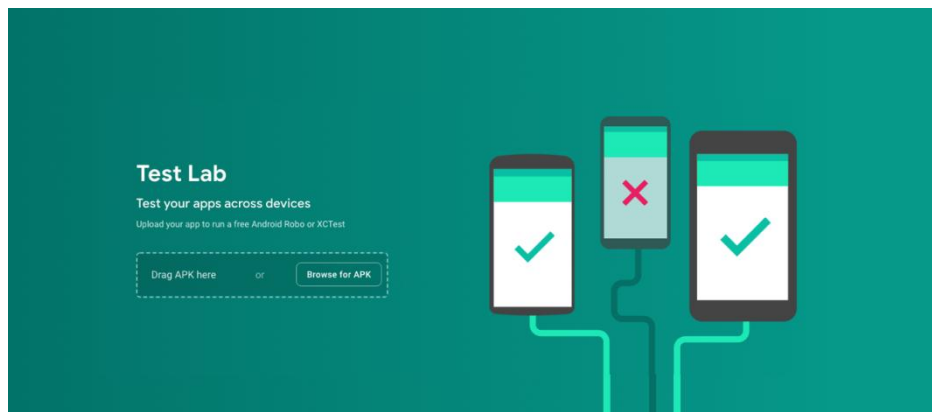 Test Lab
Test your apps across devices
Upload your app to run a free Android Robo or XCTest
Drag APK here or Browse for APK